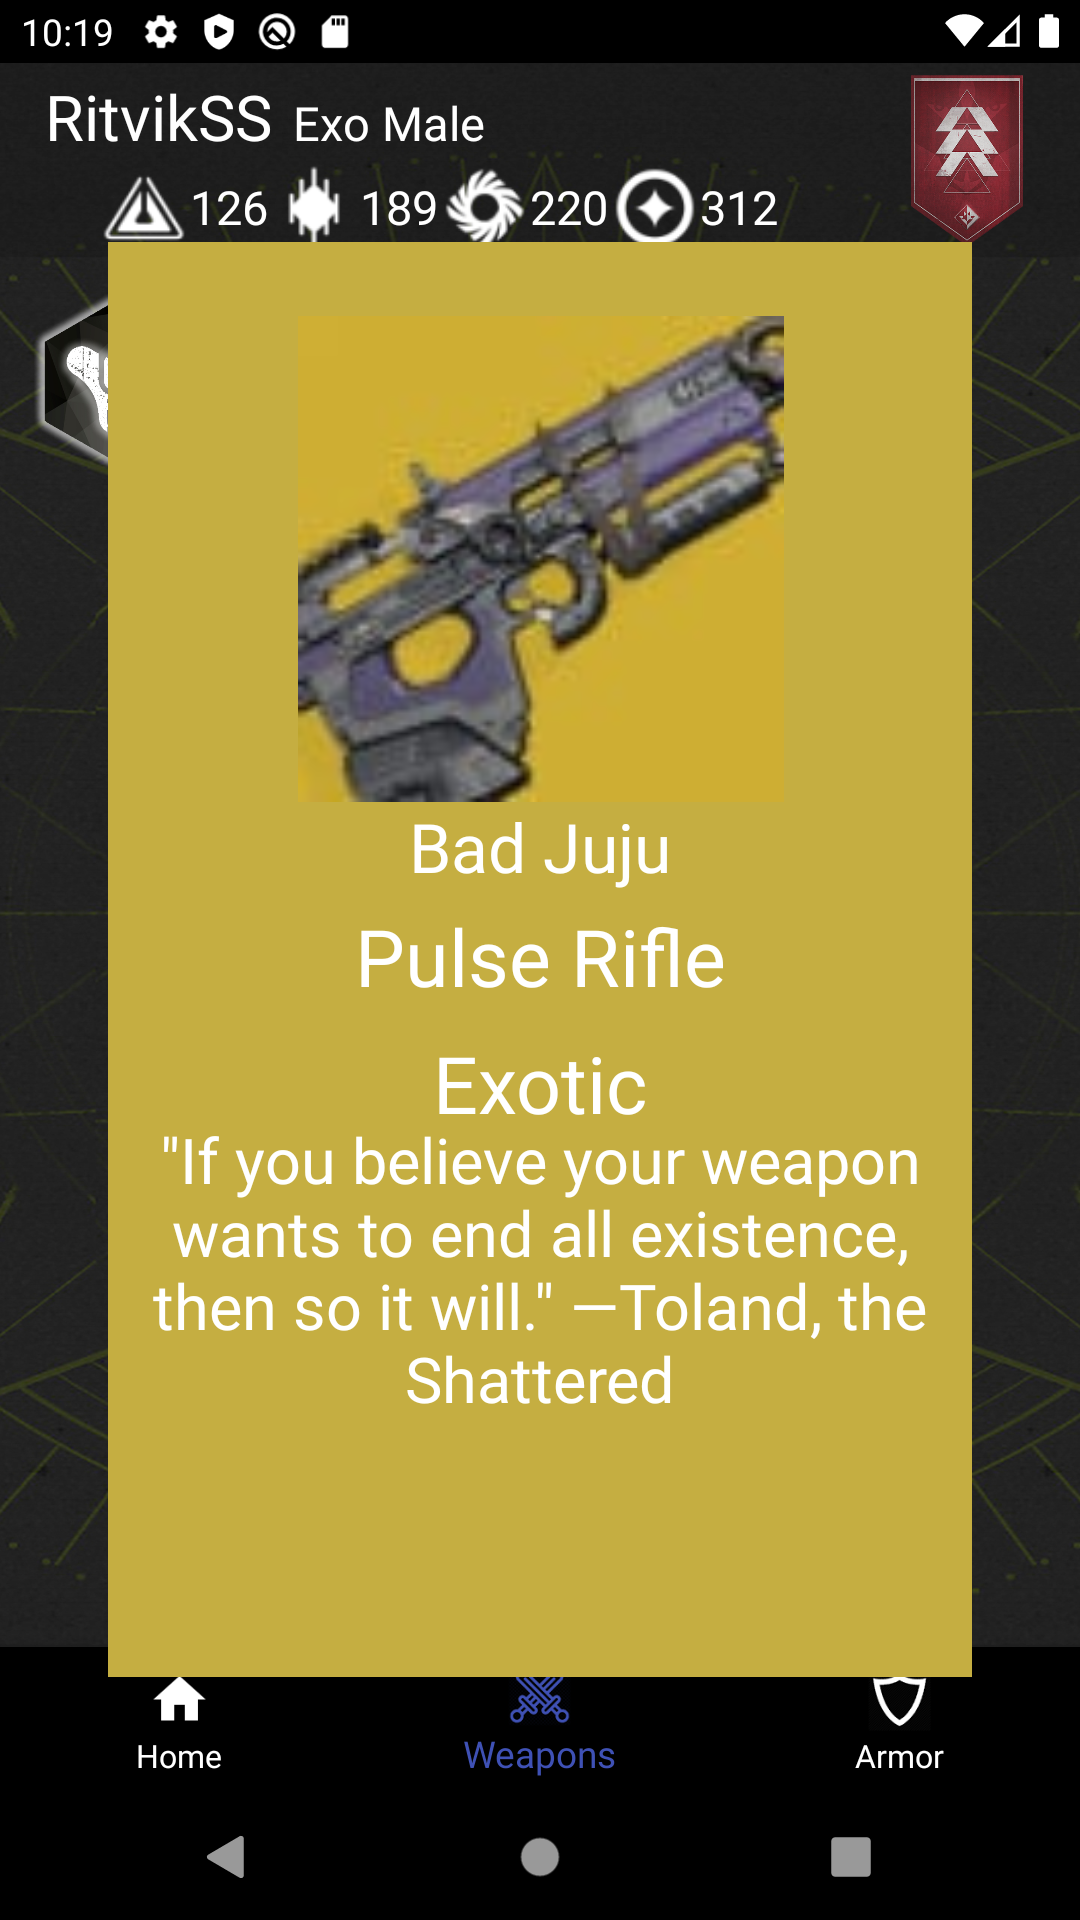 10:19
RitvikSS Exo Male
126 189 220 312
Bad Juju
Pulse Rifle
Exotic
"If you believe your weapon
wants to end all existence,
then so it will." —Toland, the
Shattered
Home Weapons Armor